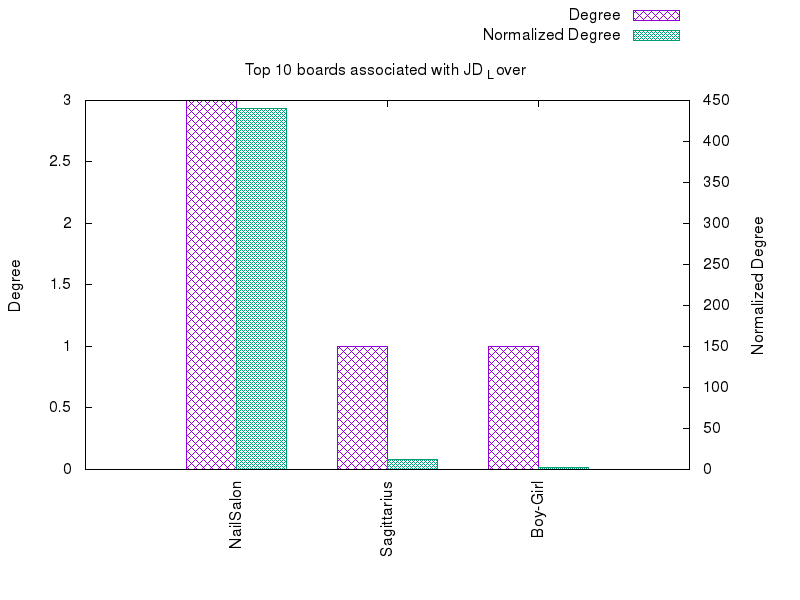 Degree
Normalized Degree
Top 10 boards associated with JD L over
3 450
400
2.5 350
2 300
250
1.5 200
1 150
100
0.5 50
0 0
Degree
Normalized Degree
NailSalon
Sagittarius
Boy-Girl